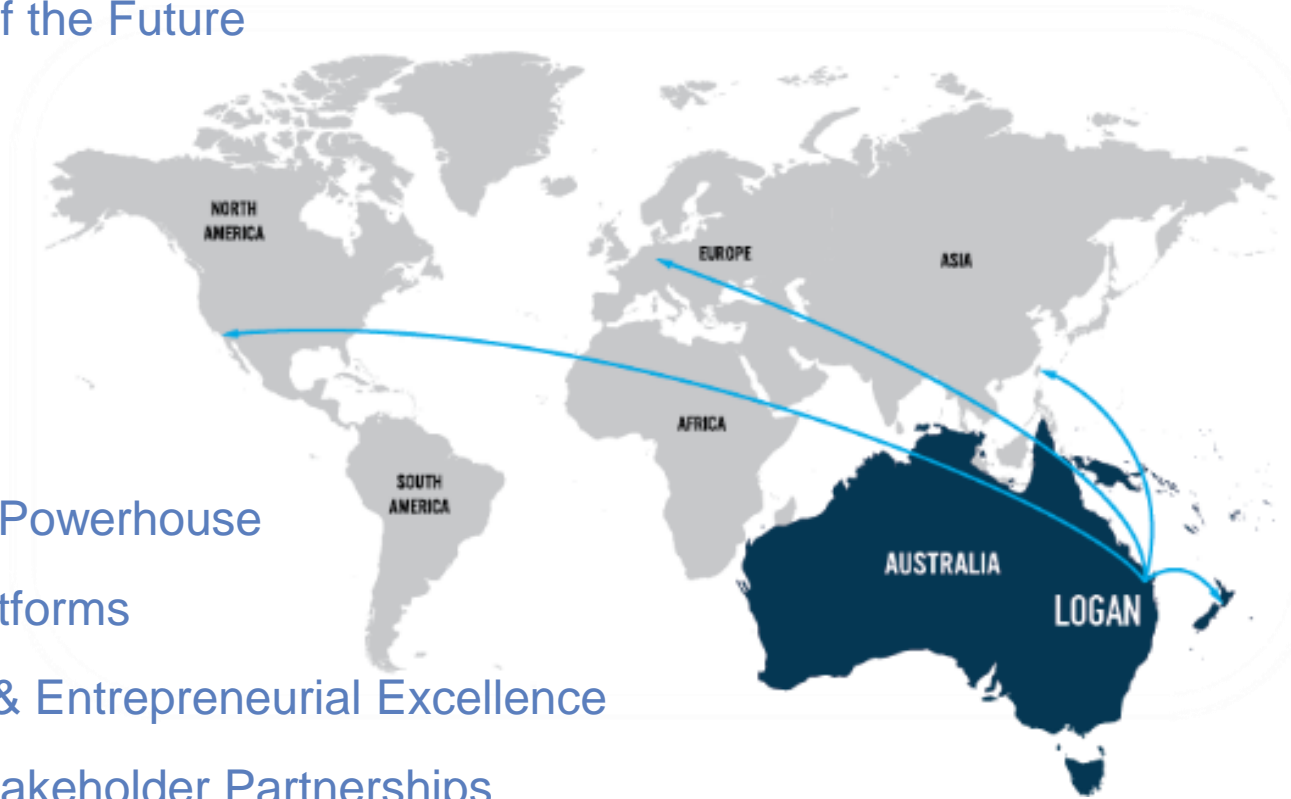 f the Future
NORTH
AMERICA
EUROPE
ASIA
AFRICA
SOUTH
AMERICA
Powerhouse
AUSTRALIA
LOGAN
tforms
& Entrepreneurial Excellence
akeholder Partnerships